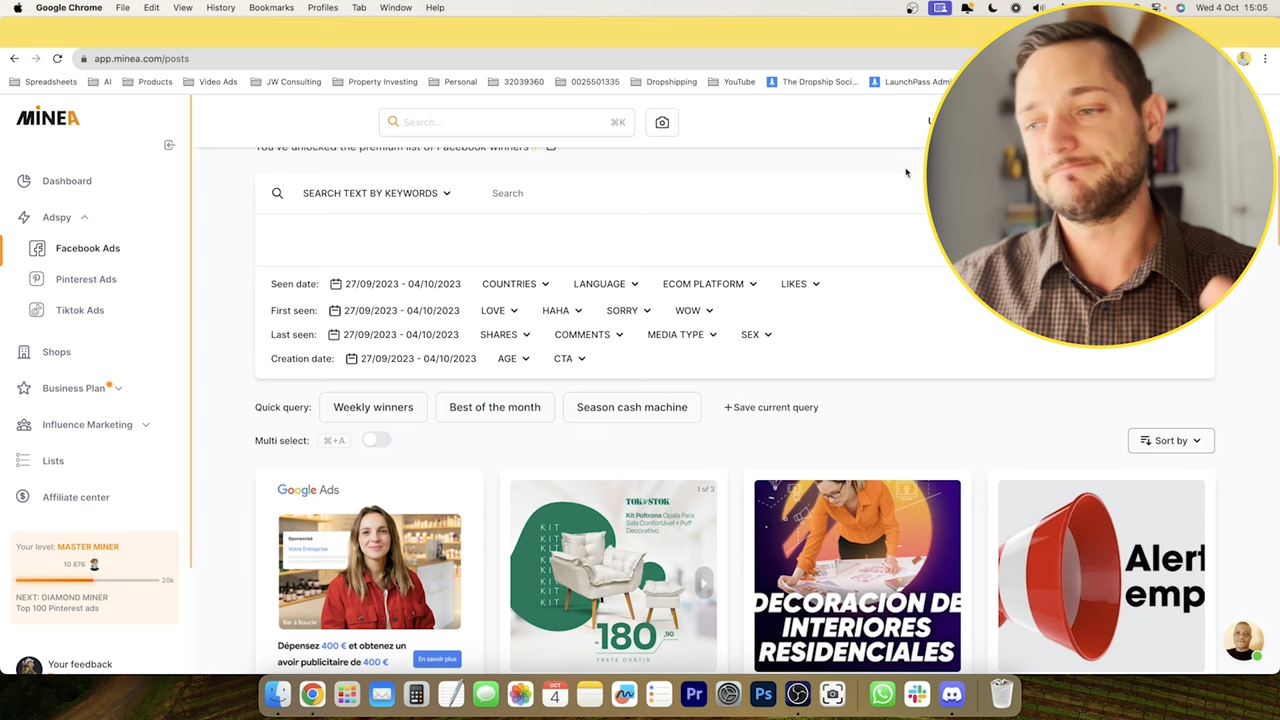 Google Chrome File Edit View History Bookmarks Profiles Tab Window Help Wed 4 Oct 15:05
app.minea.com/posts
Spreadsheets AI Products Video Ads JW Consulting Property Investing Personal 32039360 0025501335 Dropshipping YouTube The Dropship Soci... LaunchPass Admi
MINEA
Search... ⌘K
You've unlocked the premium list of Facebook winners
Dashboard
Adspy
Facebook Ads
Pinterest Ads
Tiktok Ads
Shops
Business Plan
Influence Marketing
Lists
Affiliate center
Your level: MASTER MINER
10 876
20k
NEXT: DIAMOND MINER
Top 100 Pinterest ads
Your feedback
SEARCH TEXT BY KEYWORDS Search
Seen date: 27/09/2023 - 04/10/2023 COUNTRIES LANGUAGE ECOM PLATFORM LIKES
First seen: 27/09/2023 - 04/10/2023 LOVE HAHA SORRY WOW
Last seen: 27/09/2023 - 04/10/2023 SHARES COMMENTS MEDIA TYPE SEX
Creation date: 27/09/2023 - 04/10/2023 AGE CTA
Quick query: Weekly winners Best of the month Season cash machine +Save current query
Multi select: ⌘+A
Sort by
Google Ads
Sponsorisé
Votre Entreprise
Bar à Boucle
Dépensez 400 € et obtenez un
avoir publicitaire de 400 €
En savoir plus
1 of 3
TOK&STOK
Kit Poltrona Opala Para
Sala Confortável + Puff
Decorativo
KIT
KIT
KIT
KIT
KIT
180,90
FRETE GRÁTIS
DECORACIÓN DE
INTERIORES
RESIDENCIALES
Alert
emp
OCT
4
Pr
Ps